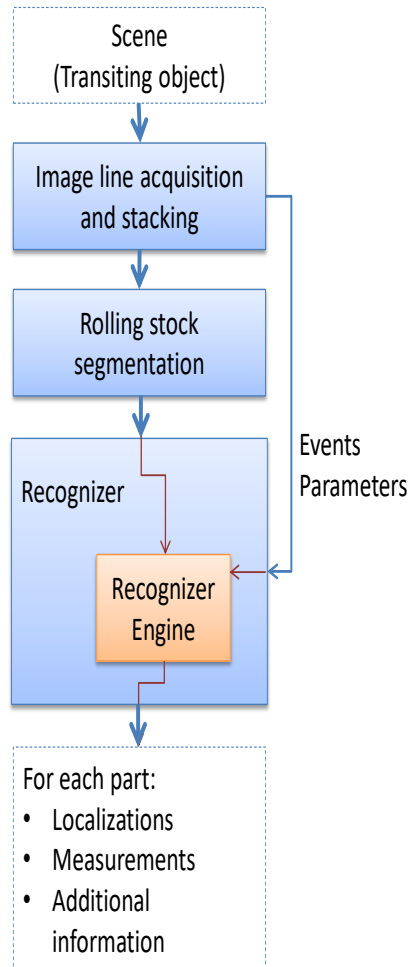 Scene
(Transiting object)
Image line acquisition
and stacking
Rolling stock
segmentation
Events
Parameters
Recognizer
Recognizer
Engine
For each part:
• Localizations
• Measurements
• Additional
information